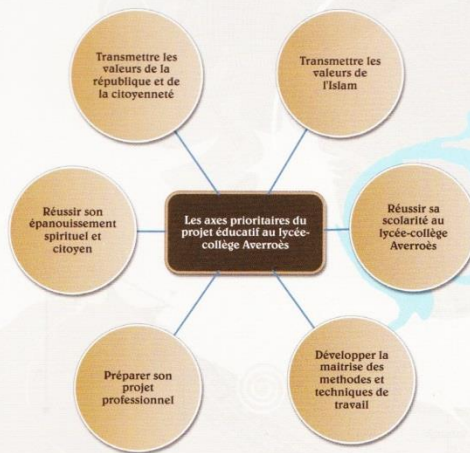 Transmettre les
valeurs de la
république et de
la citoyenneté
Transmettre les
valeurs de
l'Islam
Réussir son
épanouissement
spirituel et
citoyen
Les axes prioritaires du
projet éducatif au lycée-
collège Averroès
Réussir sa
scolarité au
lycée-collège
Averroès
Préparer son
projet
professionnel
Développer la
maitrise des
methodes et
techniques de
travail